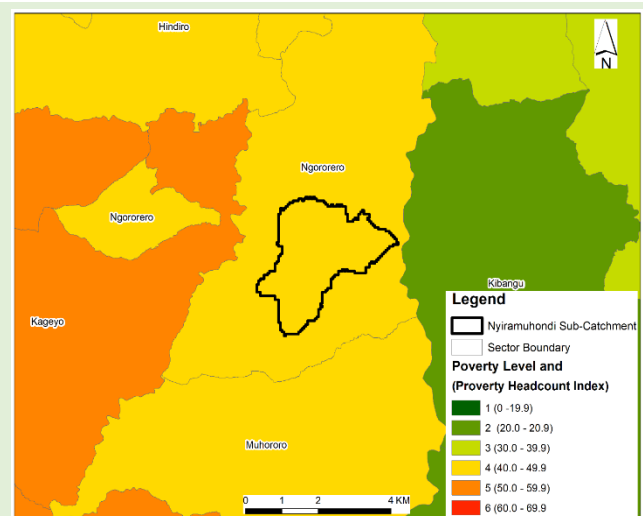 Hindiro
N
Ngororero
Ngororero
Kibangu
Kageyo
Muhororo
Legend
Nyiramuhondi Sub-Catchment
Sector Boundary
Poverty Level and
(Proverty Headcount Index)
1 (0 -19.9)
2 (20.0 - 20.9)
3 (30.0 - 39.9)
4 (40.0 - 49.9
5 (50.0 - 59.9)
6 (60.0 - 69.9
0 1 2 4 KM